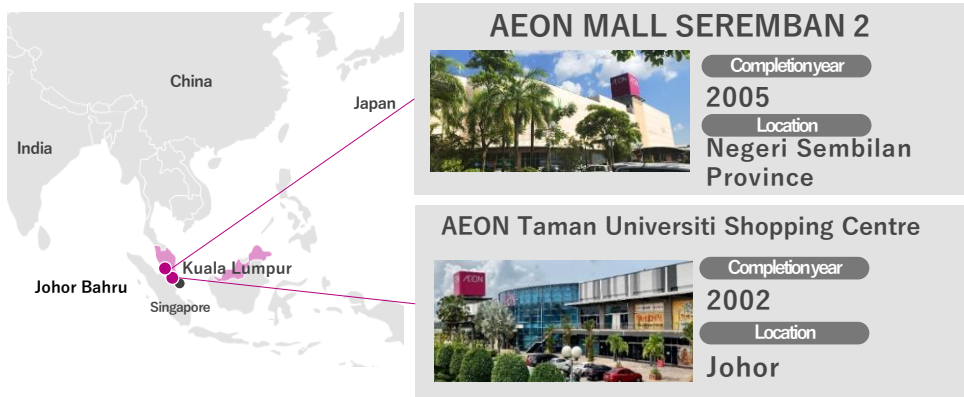 China
Japan
India
Kuala Lumpur
Johor Bahru
Singapore
AEON MALL SEREMBAN 2
Completion year
2005
Location
Negeri Sembilan
Province
AEON Taman Universiti Shopping Centre
ÆON
Completion year
2002
Location
Johor